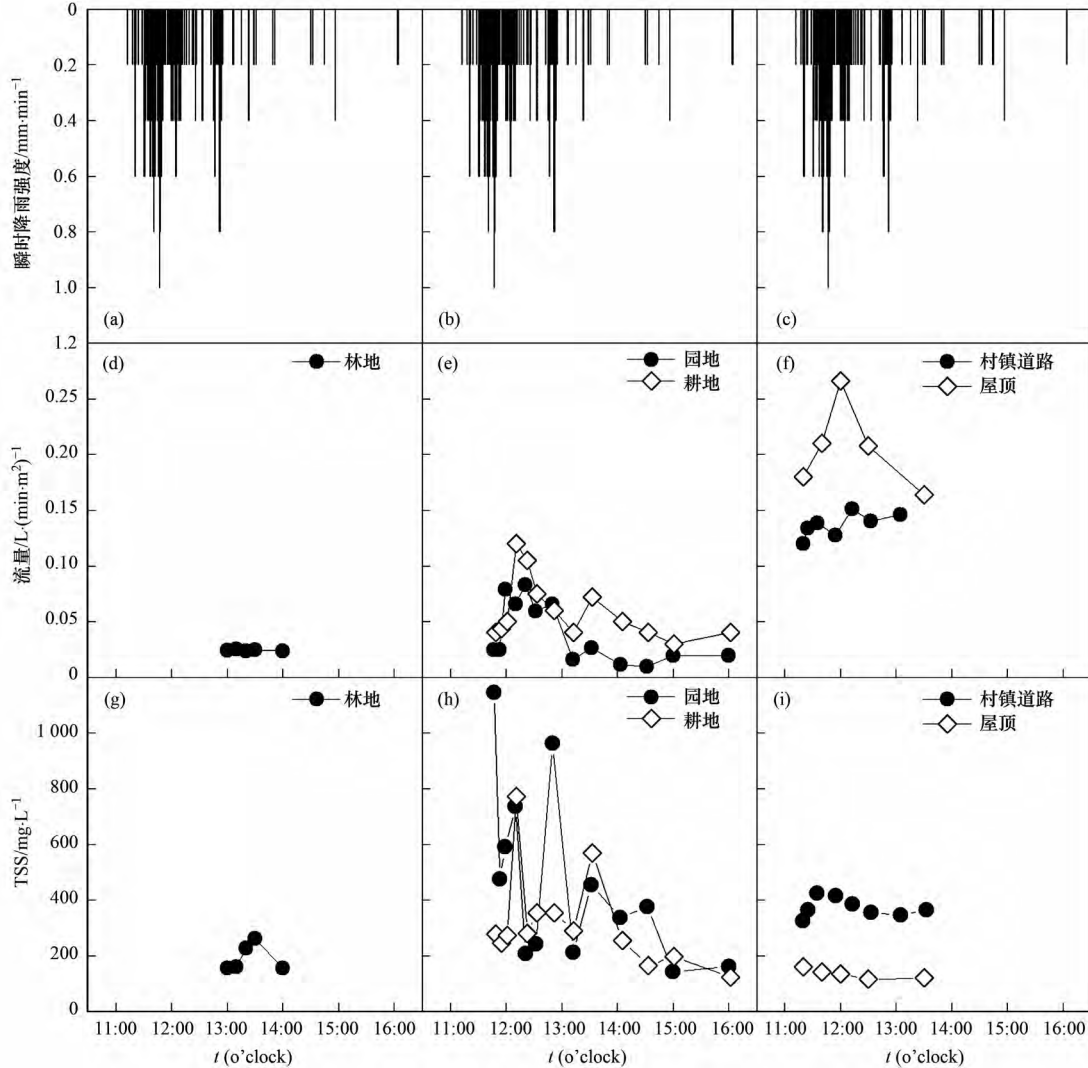 瞬时降雨强度/mm·min⁻¹
0
0.2
0.4
0.6
0.8
1.0
1.2
(a)
(b)
(c)
流量/L·(min·m²)⁻¹
0.25
0.20
0.15
0.10
0.05
0
(d)
林地
(e)
园地
耕地
(f)
村镇道路
屋顶
TSS/mg·L⁻¹
1 000
800
600
400
200
0
(g)
林地
(h)
园地
耕地
(i)
村镇道路
屋顶
11:00 12:00 13:00 14:00 15:00 16:00
11:00 12:00 13:00 14:00 15:00 16:00
11:00 12:00 13:00 14:00 15:00 16:00
t (o'clock)
t (o'clock)
t (o'clock)